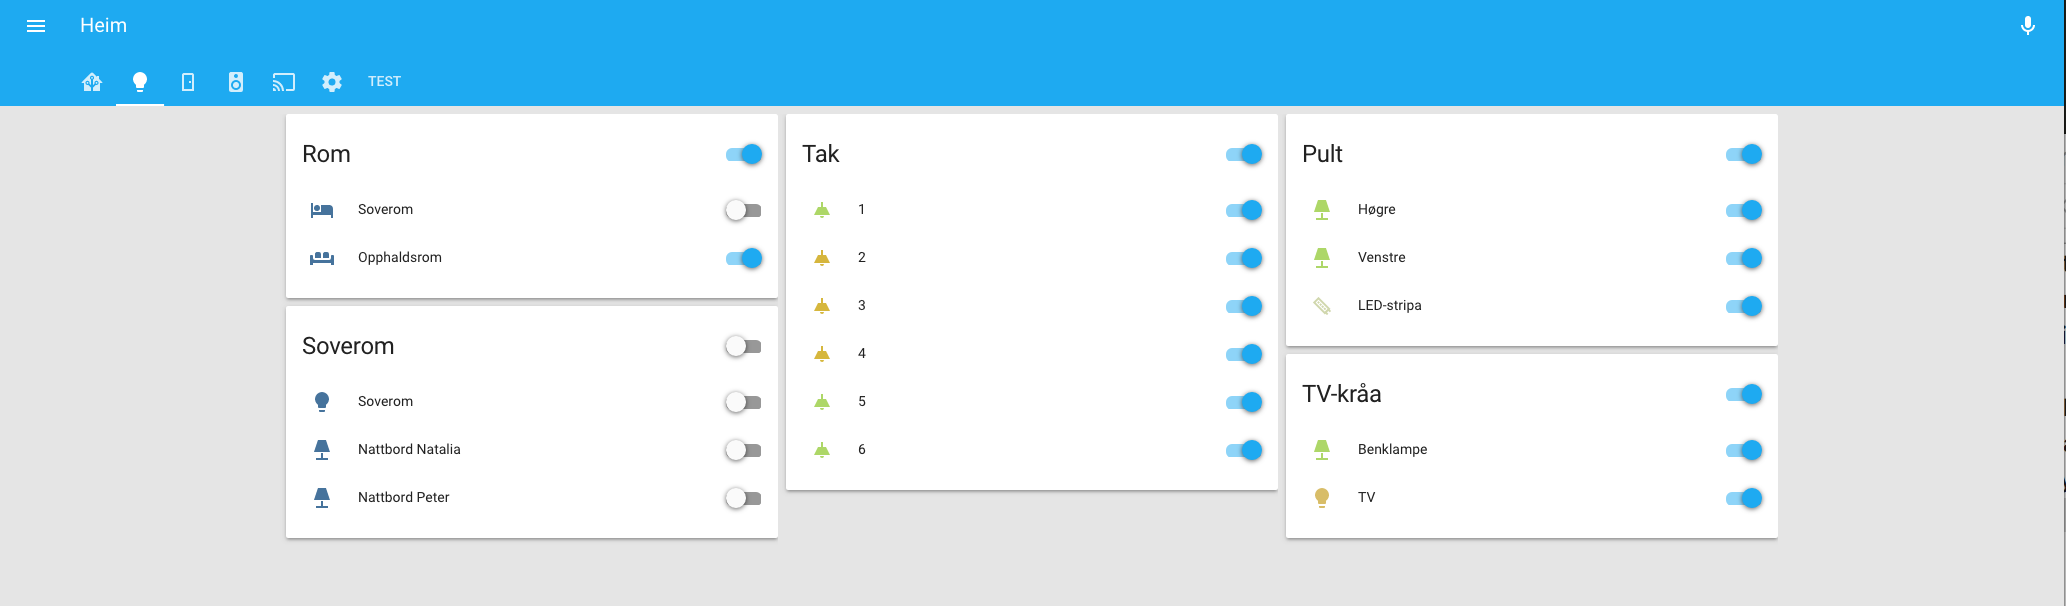 Heim
TEST
Rom
Soverom
Opphaldsrom
Soverom
Soverom
Nattbord Natalia
Nattbord Peter
Tak
1
2
3
4
5
6
Pult
Høgre
Venstre
LED-stripa
TV-kråa
Benklampe
TV